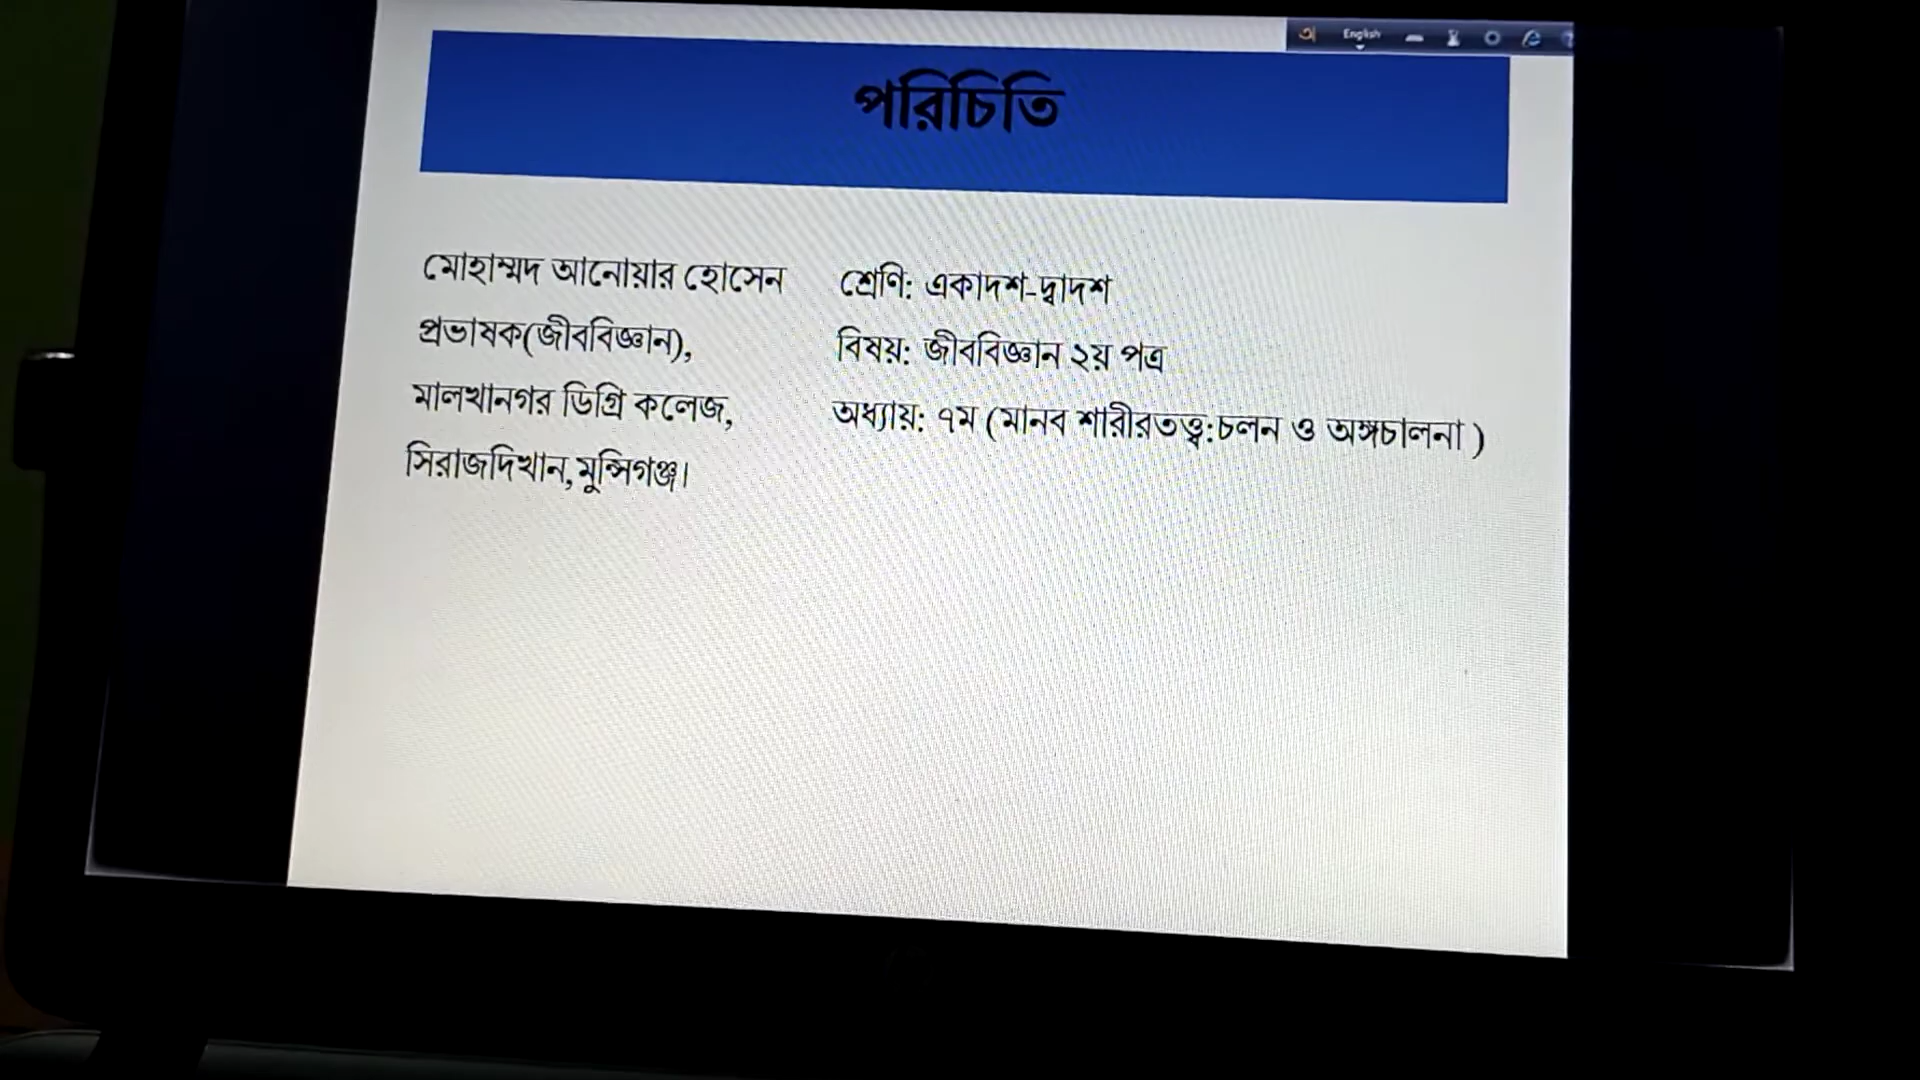 অ English
পরিচিতি
মোহাম্মদ আনোয়ার হোসেন
প্রভাষক(জীববিজ্ঞান),
মালখানগর ডিগ্রি কলেজ,
সিরাজদিখান,মুন্সিগঞ্জ।
শ্রেণি: একাদশ-দ্বাদশ
বিষয়: জীববিজ্ঞান ২য় পত্র
অধ্যায়: ৭ম (মানব শারীরতত্ত্ব:চলন ও অঙ্গচালনা )